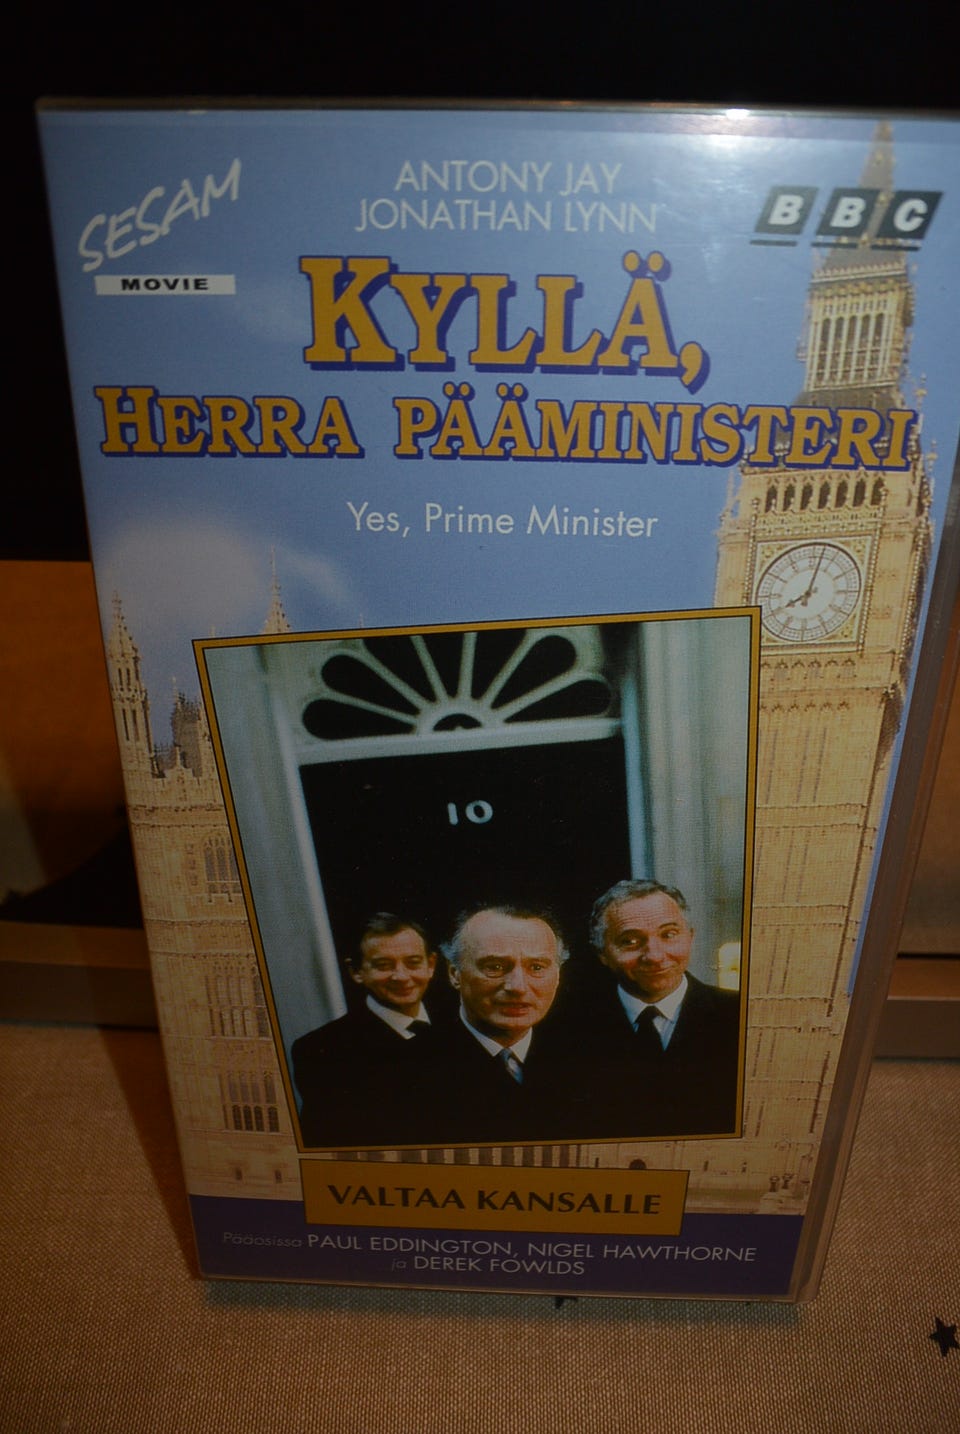 SESAM
MOVIE
ANTONY JAY
JONATHAN LYNN
BBC
KYLLÄ,
HERRA PÄÄMINISTERI
Yes, Prime Minister
10
VALTAA KANSALLE
Pääosissa PAUL EDDINGTON, NIGEL HAWTHORNE
ja DEREK FOWLDS